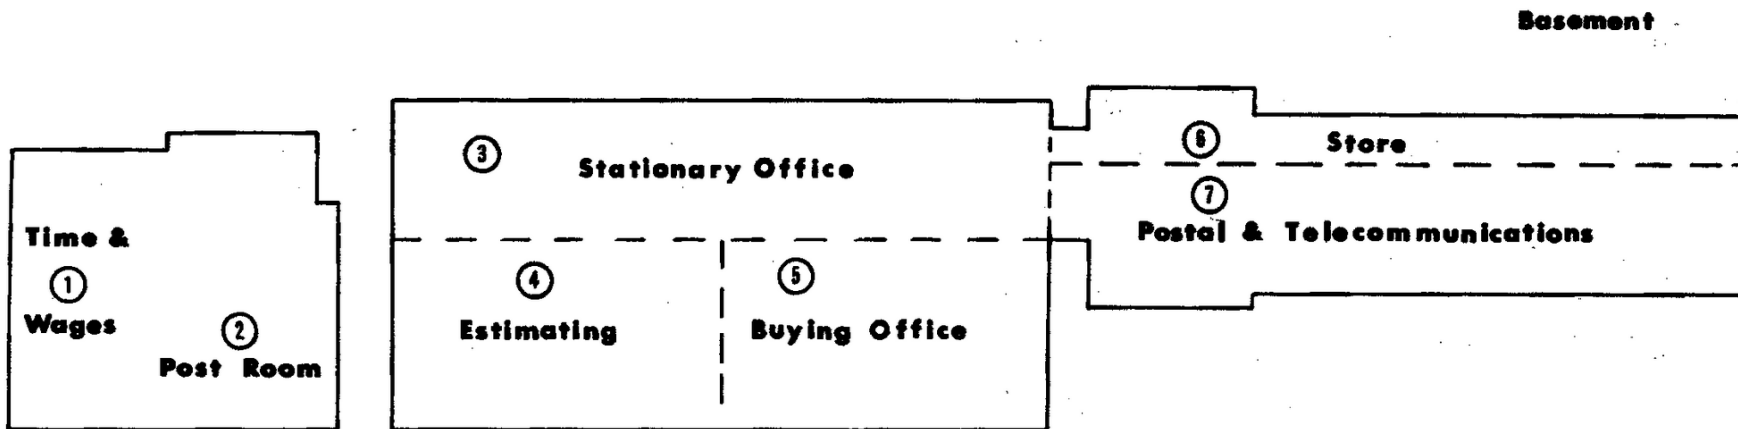 Basement
Time &
1
Wages
2
Post Room
3
Stationary Office
4
Estimating
5
Buying Office
6
Store
7
Postal & Telecommunications